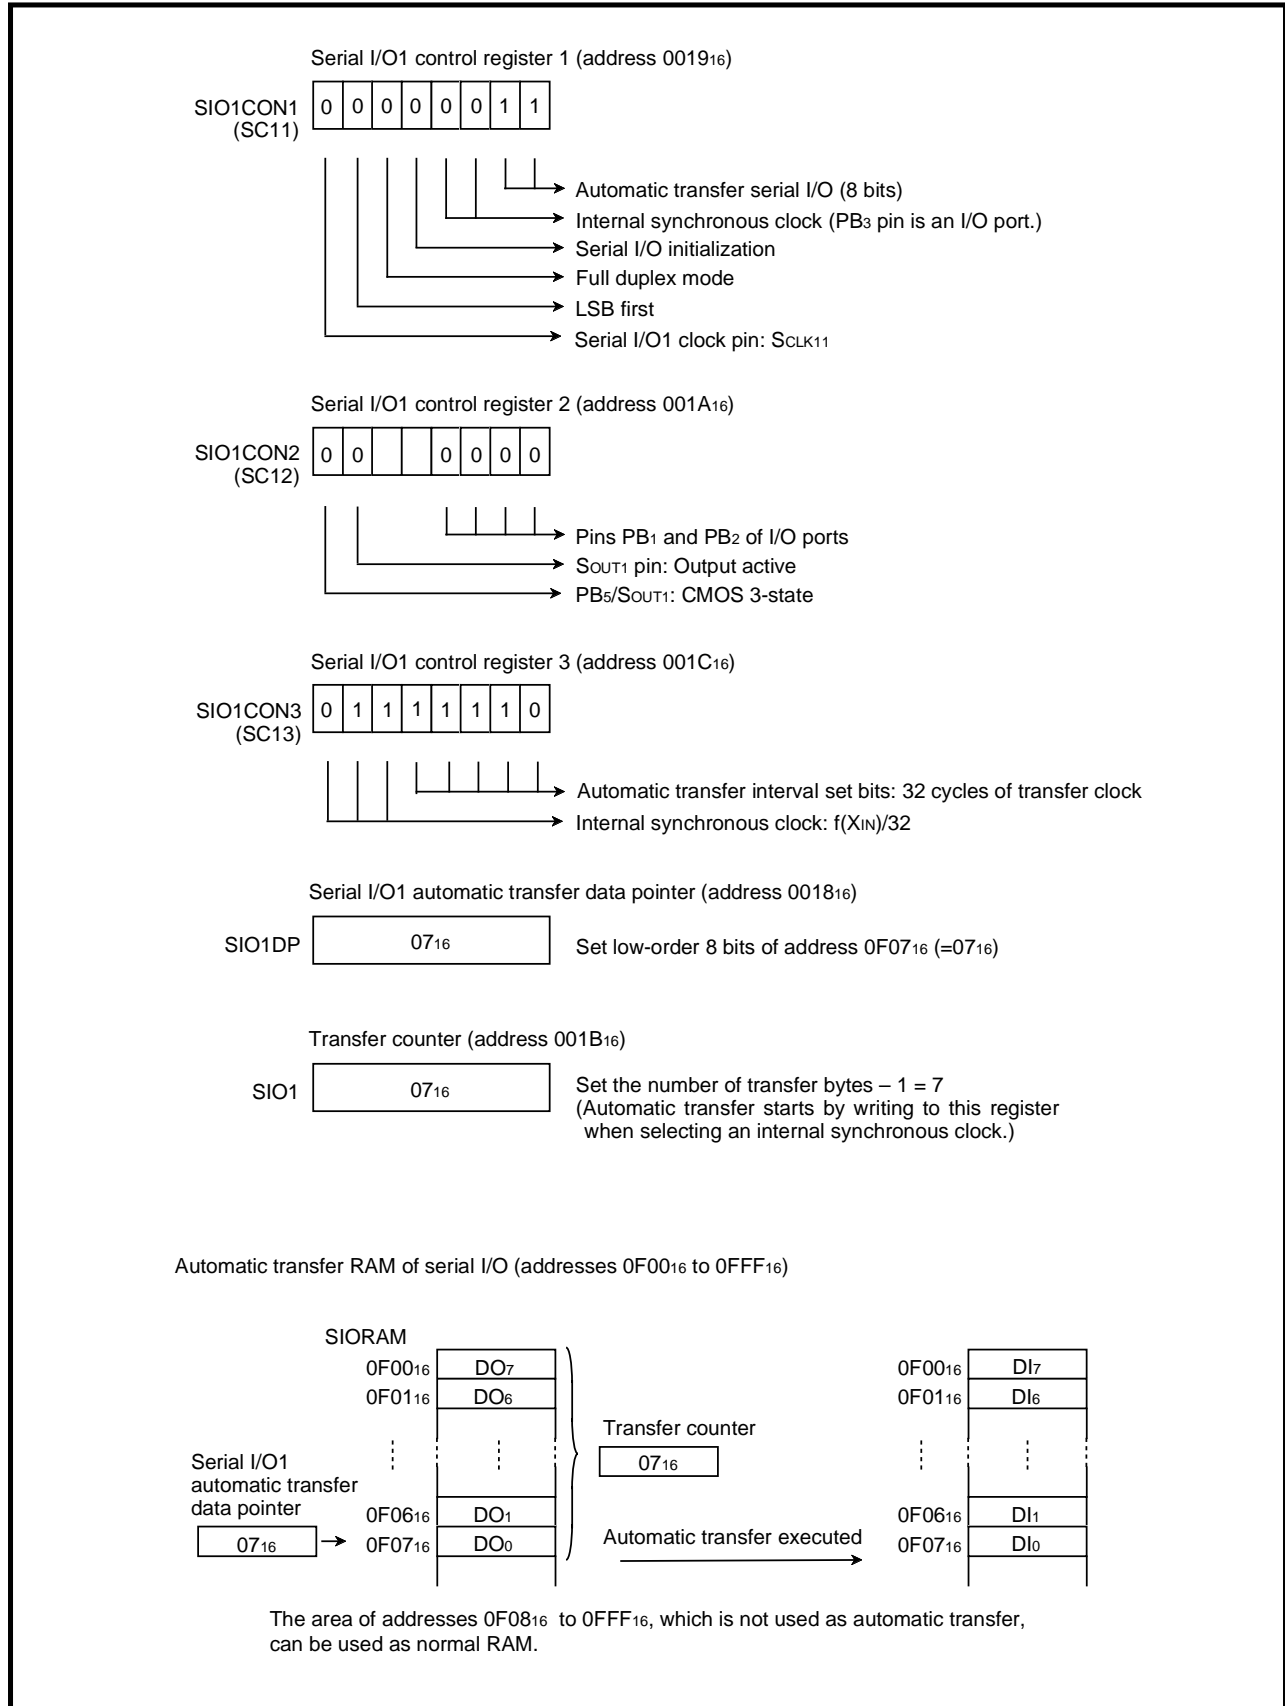 Serial I/O1 control register 1 (address 0019₁₆)
SIO1CON1 0 0 0 0 0 0 1 1
(SC11)
Automatic transfer serial I/O (8 bits)
Internal synchronous clock (PB₃ pin is an I/O port.)
Serial I/O initialization
Full duplex mode
LSB first
Serial I/O1 clock pin: SCLK11
Serial I/O1 control register 2 (address 001A₁₆)
SIO1CON2 0 0 0 0 0 0
(SC12)
Pins PB₁ and PB₂ of I/O ports
SOUT1 pin: Output active
PB₅/SOUT1: CMOS 3-state
Serial I/O1 control register 3 (address 001C₁₆)
SIO1CON3 0 1 1 1 1 1 1 0
(SC13)
Automatic transfer interval set bits: 32 cycles of transfer clock
Internal synchronous clock: f(XIN)/32
Serial I/O1 automatic transfer data pointer (address 0018₁₆)
SIO1DP 07₁₆ Set low-order 8 bits of address 0F07₁₆ (=07₁₆)
Transfer counter (address 001B₁₆)
SIO1 07₁₆ Set the number of transfer bytes – 1 = 7
(Automatic transfer starts by writing to this register
when selecting an internal synchronous clock.)
Automatic transfer RAM of serial I/O (addresses 0F00₁₆ to 0FFF₁₆)
SIORAM
0F00₁₆ DO₇ 0F00₁₆ DI₇
0F01₁₆ DO₆ 0F01₁₆ DI₆
Transfer counter
07₁₆
Serial I/O1
automatic transfer
data pointer
0F06₁₆ DO₁ 0F06₁₆ DI₁
07₁₆ 0F07₁₆ DO₀ Automatic transfer executed 0F07₁₆ DI₀
The area of addresses 0F08₁₆ to 0FFF₁₆, which is not used as automatic transfer,
can be used as normal RAM.